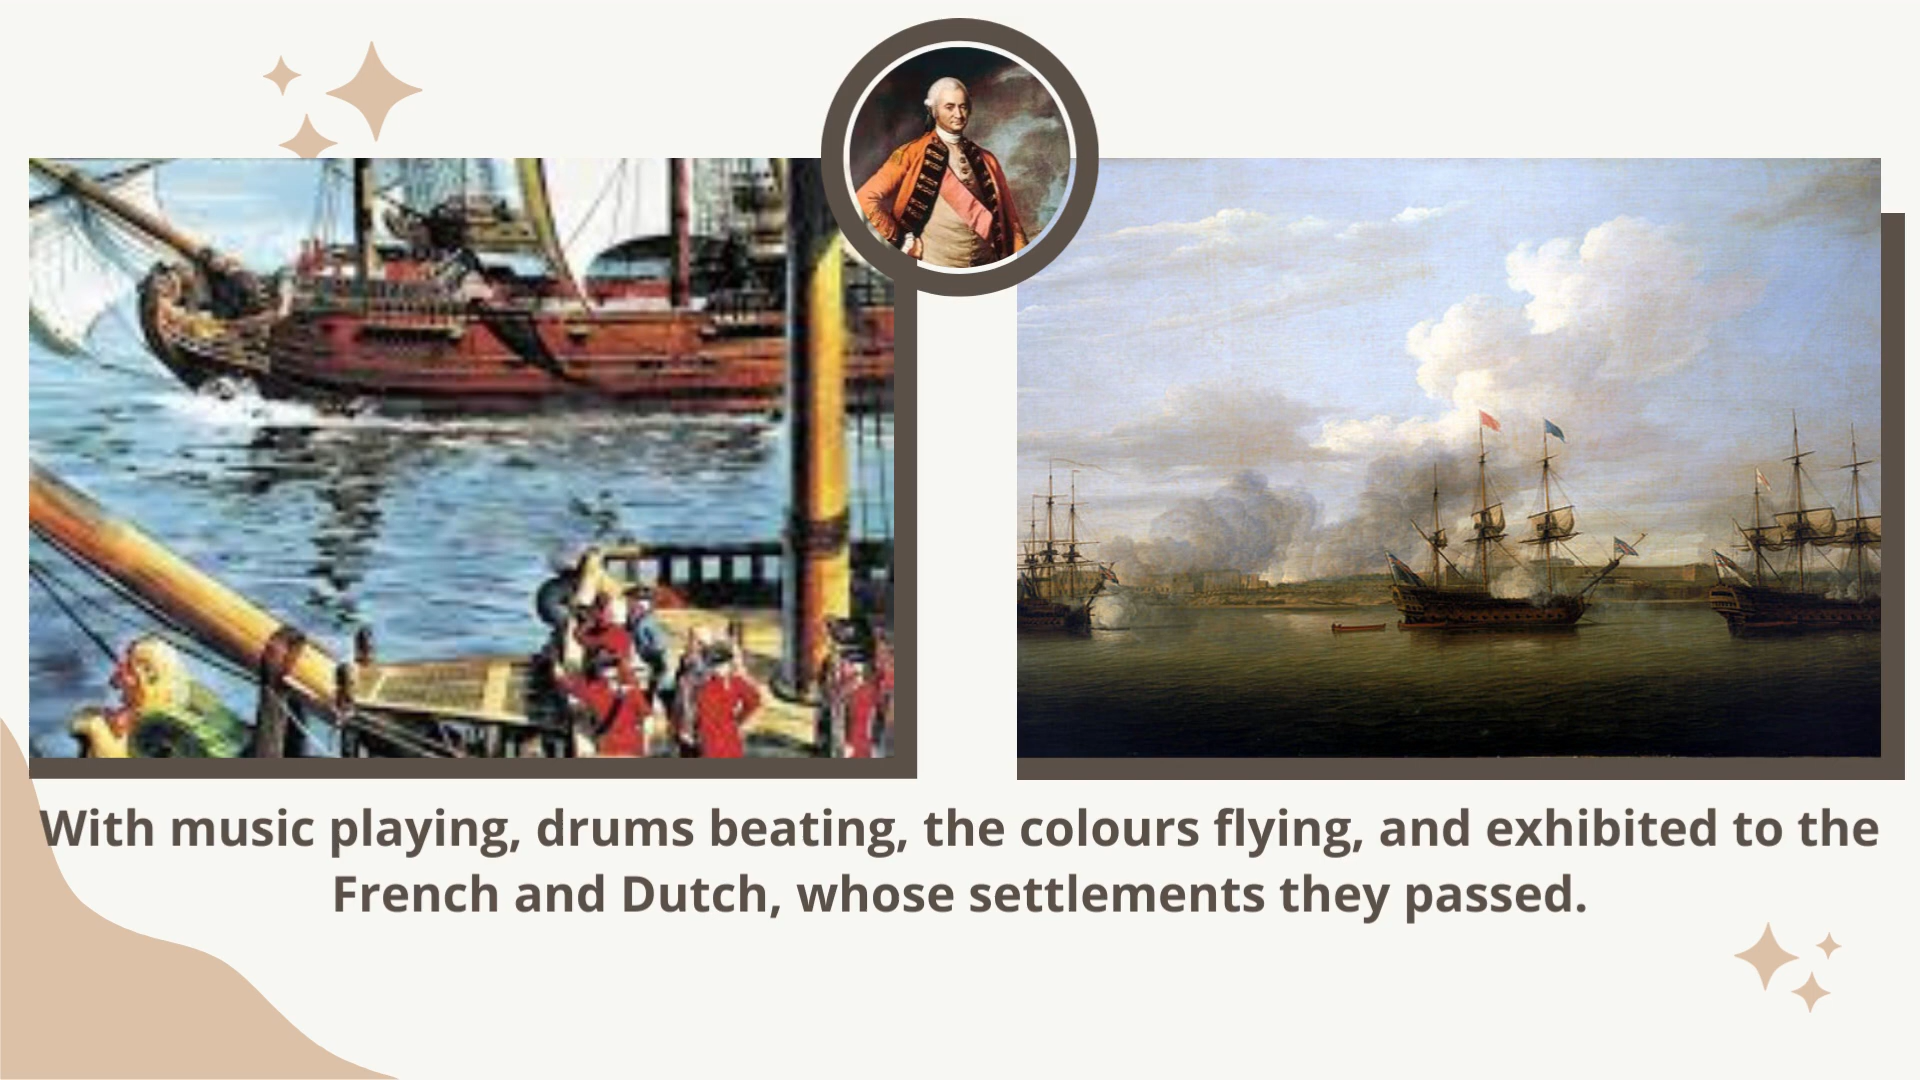 With music playing, drums beating, the colours flying, and exhibited to the
French and Dutch, whose settlements they passed.